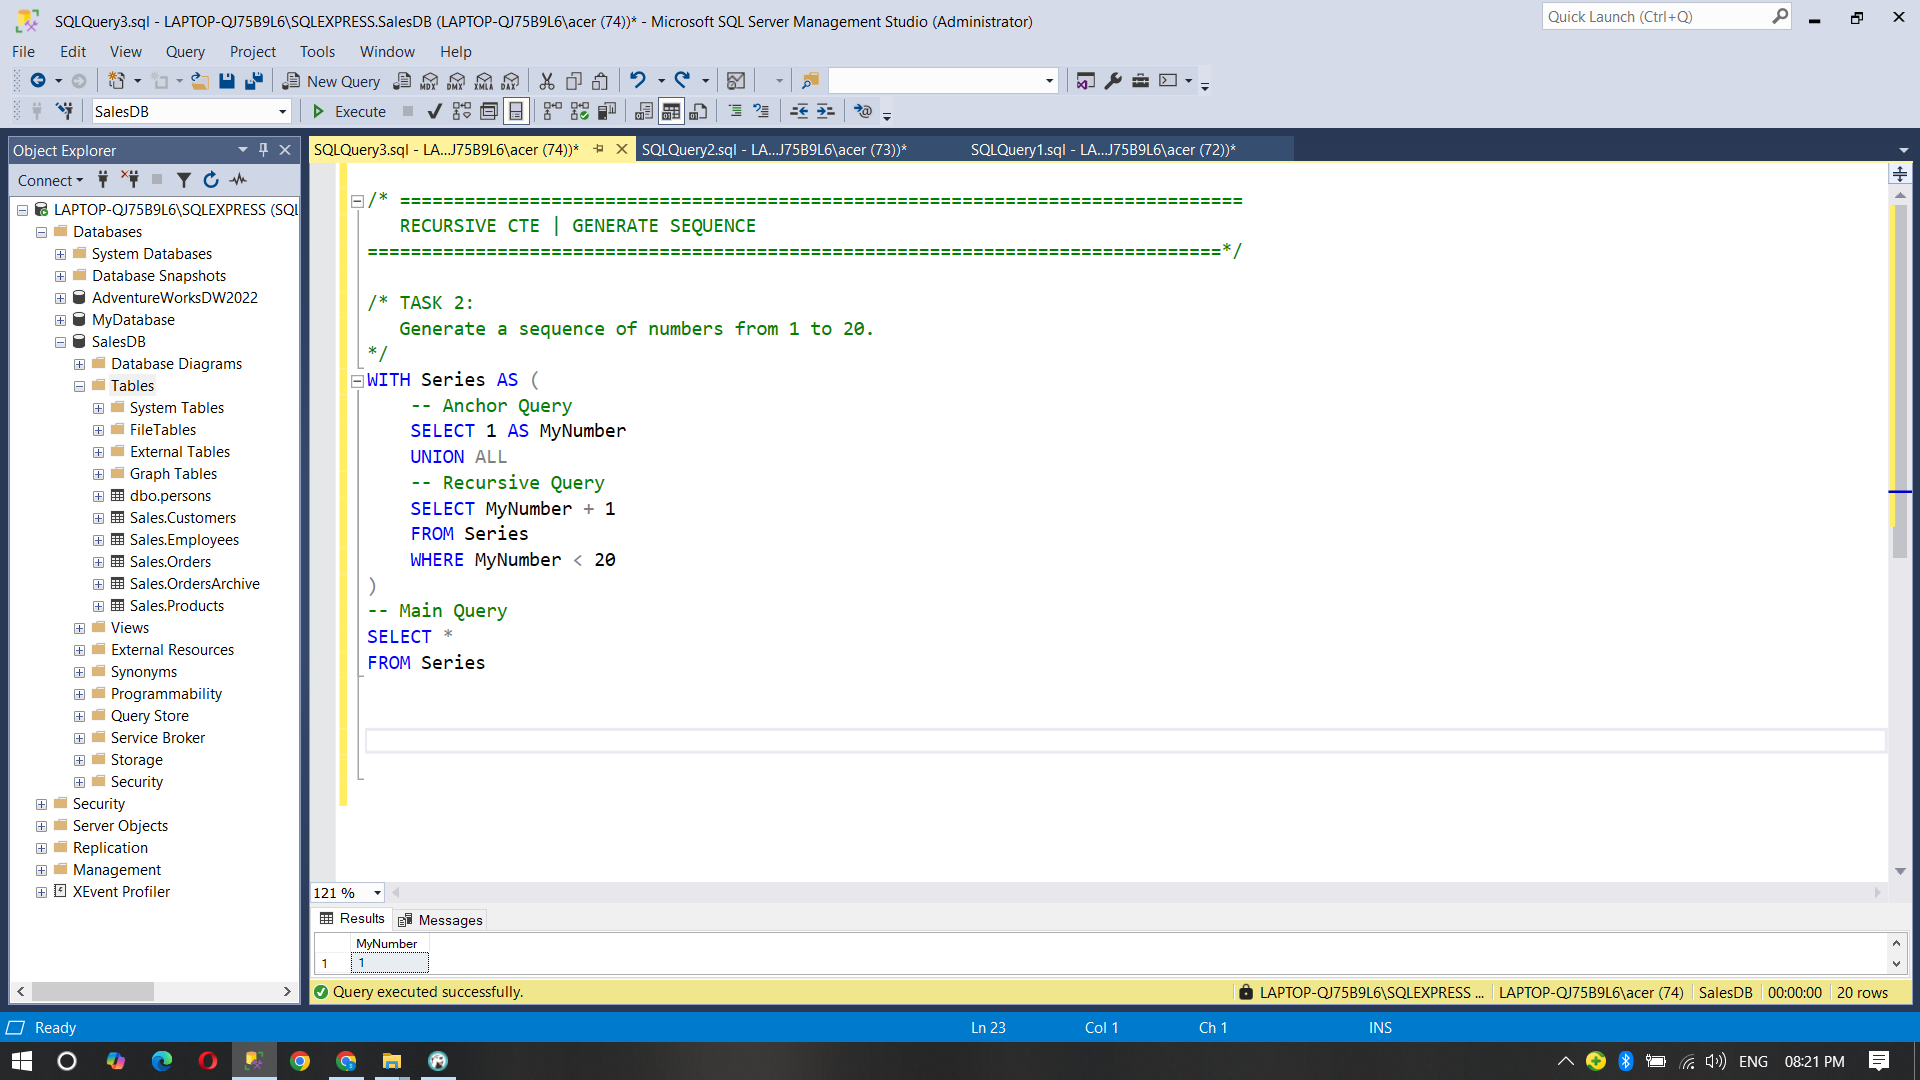 SQLQuery3.sql - LAPTOP-QJ75B9L6\SQLEXPRESS.SalesDB (LAPTOP-QJ75B9L6\acer (74))* - Microsoft SQL Server Management Studio (Administrator)
Quick Launch (Ctrl+Q)
File Edit View Query Project Tools Window Help
New Query MDX DMX XMLA DAX
SalesDB Execute
Object Explorer
SQLQuery3.sql - LA...J75B9L6\acer (74))* SQLQuery2.sql - LA...J75B9L6\acer (73))* SQLQuery1.sql - LA...J75B9L6\acer (72))*
Connect
LAPTOP-QJ75B9L6\SQLEXPRESS (SQL
Databases
System Databases
Database Snapshots
AdventureWorksDW2022
MyDatabase
SalesDB
Database Diagrams
Tables
System Tables
FileTables
External Tables
Graph Tables
dbo.persons
Sales.Customers
Sales.Employees
Sales.Orders
Sales.OrdersArchive
Sales.Products
Views
External Resources
Synonyms
Programmability
Query Store
Service Broker
Storage
Security
Security
Server Objects
Replication
Management
XEvent Profiler
/* ==============================================================================
   RECURSIVE CTE | GENERATE SEQUENCE
===============================================================================*/
/* TASK 2:
   Generate a sequence of numbers from 1 to 20.
*/
WITH Series AS (
    -- Anchor Query
    SELECT 1 AS MyNumber
    UNION ALL
    -- Recursive Query
    SELECT MyNumber + 1
    FROM Series
    WHERE MyNumber < 20
)
-- Main Query
SELECT *
FROM Series
121 %
Results Messages
MyNumber
1 1
Query executed successfully. LAPTOP-QJ75B9L6\SQLEXPRESS ... LAPTOP-QJ75B9L6\acer (74) SalesDB 00:00:00 20 rows
Ready Ln 23 Col 1 Ch 1 INS
ENG 08:21 PM